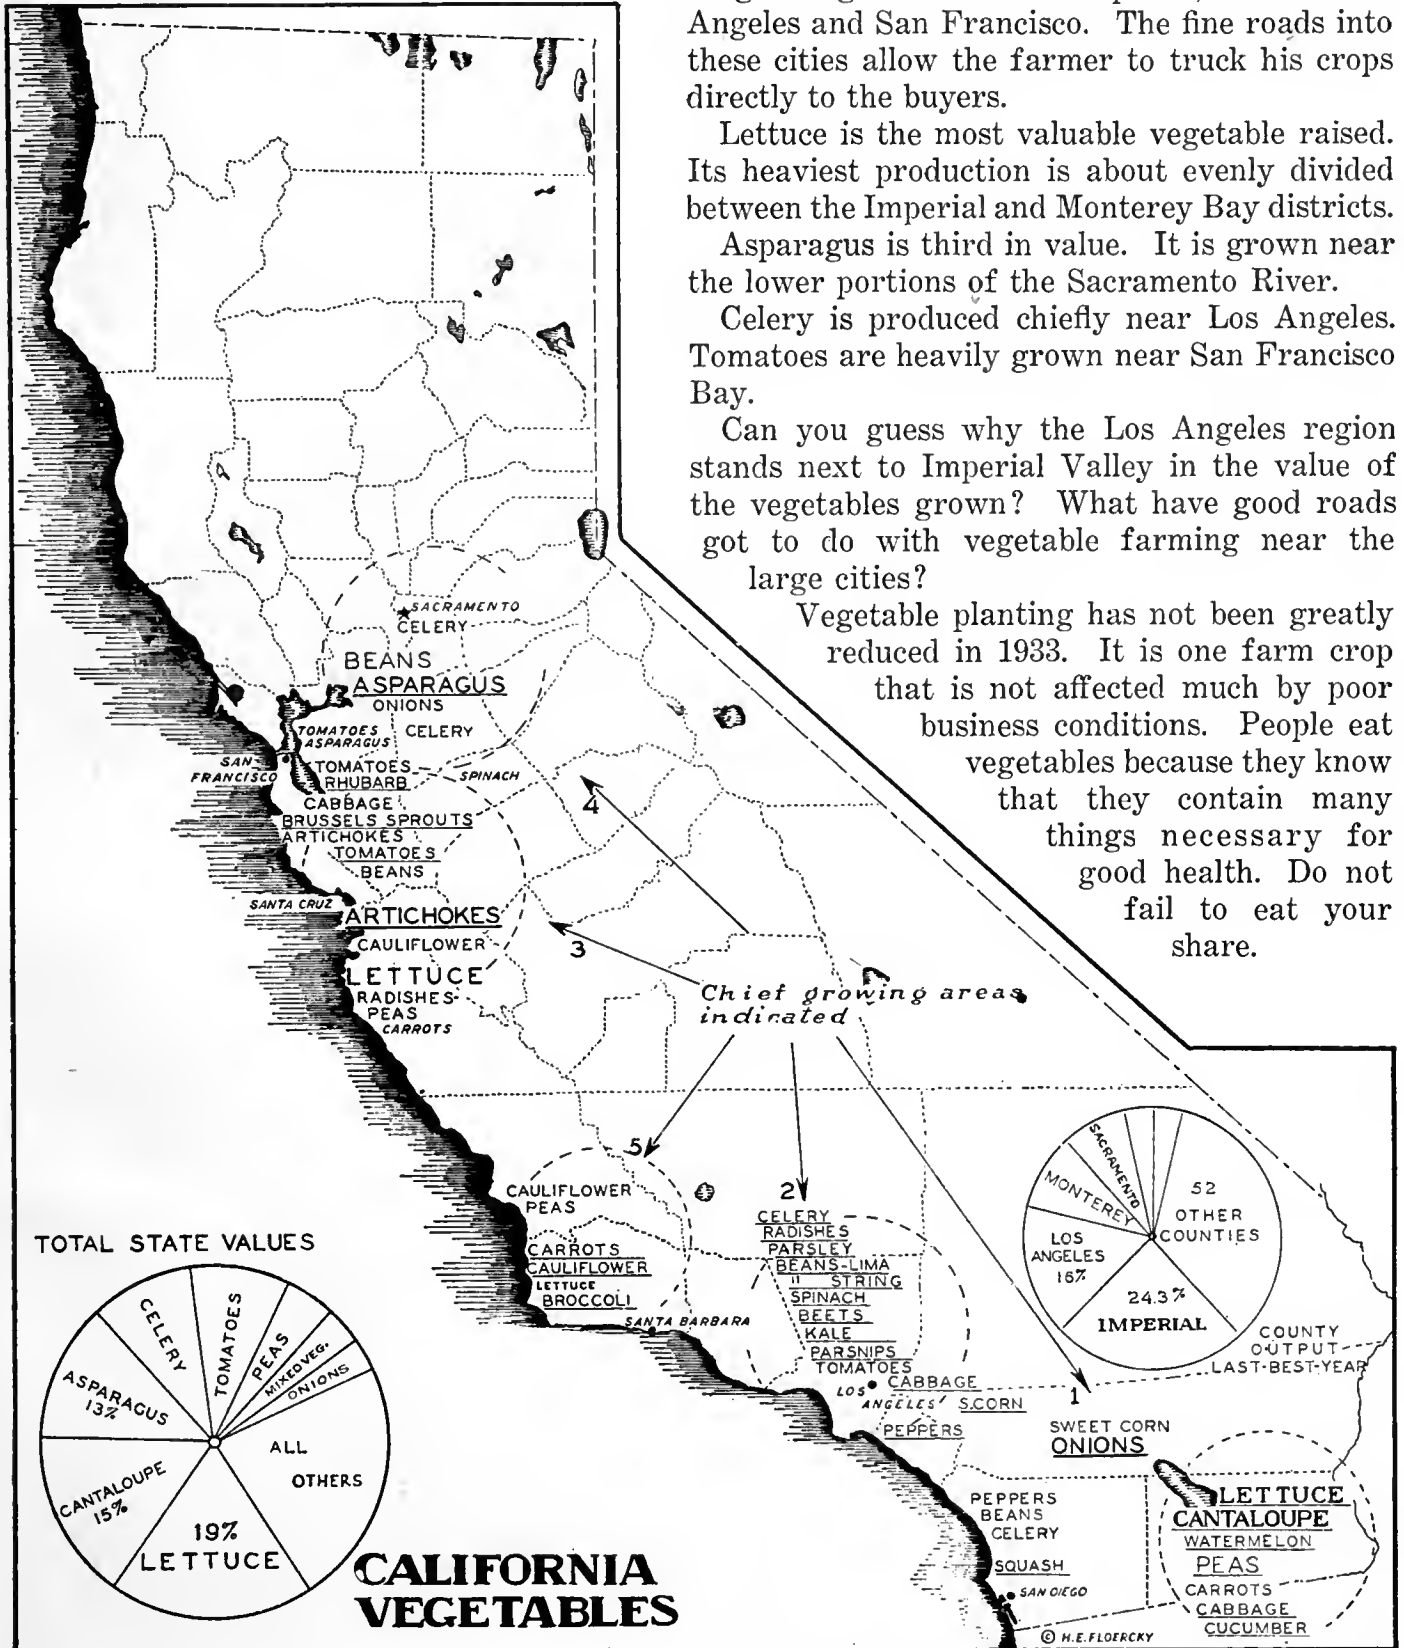 Angeles and San Francisco. The fine roads into
these cities allow the farmer to truck his crops
directly to the buyers.
Lettuce is the most valuable vegetable raised.
Its heaviest production is about evenly divided
between the Imperial and Monterey Bay districts.
Asparagus is third in value. It is grown near
the lower portions of the Sacramento River.
Celery is produced chiefly near Los Angeles.
Tomatoes are heavily grown near San Francisco
Bay.
Can you guess why the Los Angeles region
stands next to Imperial Valley in the value of
the vegetables grown? What have good roads
got to do with vegetable farming near the
large cities?
Vegetable planting has not been greatly
reduced in 1933. It is one farm crop
that is not affected much by poor
business conditions. People eat
vegetables because they know
that they contain many
things necessary for
good health. Do not
fail to eat your
share.
SACRAMENTO
CELERY
BEANS
ASPARAGUS
ONIONS
TOMATOES
ASPARAGUS
CELERY
SAN
FRANCISCO
TOMATOES
RHUBARB
SPINACH
CABBAGE
BRUSSELS SPROUTS
ARTICHOKES
TOMATOES
BEANS
SANTA CRUZ
ARTICHOKES
CAULIFLOWER
LETTUCE
RADISHES
PEAS
CARROTS
4
3
Chief growing areas
indicated
5
2
1
CAULIFLOWER
PEAS
CARROTS
CAULIFLOWER
LETTUCE
BROCCOLI
SANTA BARBARA
CELERY
RADISHES
PARSLEY
BEANS-LIMA
" STRING
SPINACH
BEETS
KALE
PARSNIPS
TOMATOES
LOS
ANGELES
CABBAGE
S.CORN
PEPPERS
SACRAMENTO
MONTEREY
LOS
ANGELES
16%
52
OTHER
COUNTIES
24.3%
IMPERIAL
COUNTY
OUTPUT
LAST-BEST-YEAR
SWEET CORN
ONIONS
PEPPERS
BEANS
CELERY
SQUASH
SAN DIEGO
LETTUCE
CANTALOUPE
WATERMELON
PEAS
CARROTS
CABBAGE
CUCUMBER
© H.E.FLOERCKY
TOTAL STATE VALUES
CELERY
TOMATOES
PEAS
MIXED VEG.
ONIONS
ASPARAGUS
13%
ALL
OTHERS
CANTALOUPE
15%
19%
LETTUCE
CALIFORNIA
VEGETABLES